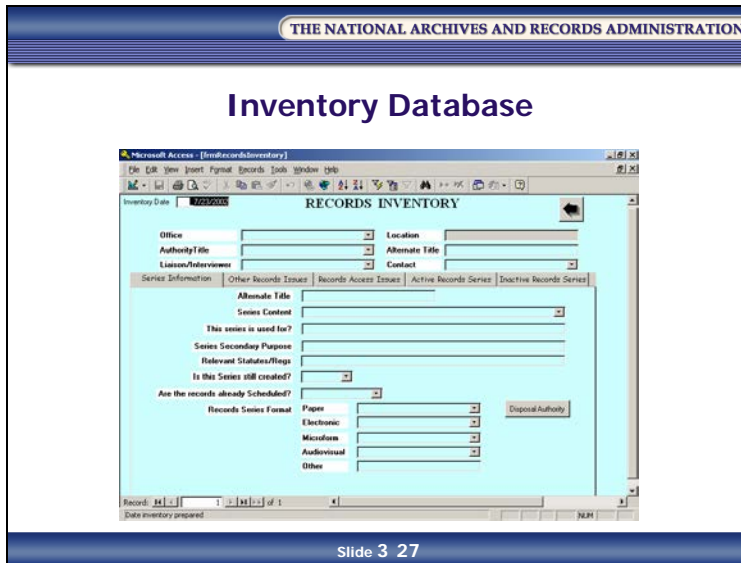 THE NATIONAL ARCHIVES AND RECORDS ADMINISTRATION
Inventory Database
Microsoft Access - [frmRecordsInventory]
File Edit View Insert Format Records Tools Window Help
Inventory Date 7/23/2003 RECORDS INVENTORY
Office Location
AuthorityTitle Alternate Title
Liaison/Interviewer Contact
Series Information Other Records Issues Records Access Issues Active Records Series Inactive Records Series
Alternate Title
Series Content
This series is used for?
Series Secondary Purpose
Relevant Statutes/Regs
Is this Series still created?
Are the records already Scheduled?
Records Series Format Paper Disposal Authority
Electronic
Microform
Audiovisual
Other
Record: 1 of 1
Date inventory prepared NUM
Slide 3 27